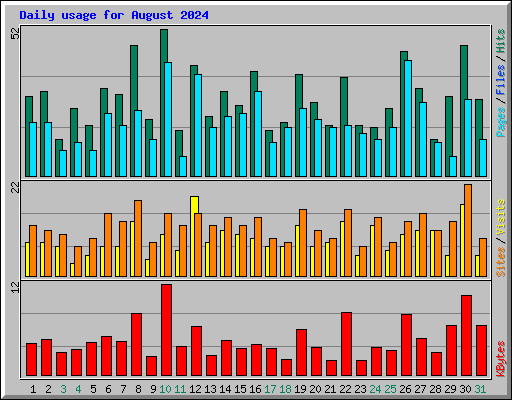 Daily usage for August 2024
52
Pages / Files / Hits
22
Sites / Visits
12
KBytes
1 2 3 4 5 6 7 8 9 10 11 12 13 14 15 16 17 18 19 20 21 22 23 24 25 26 27 28 29 30 31